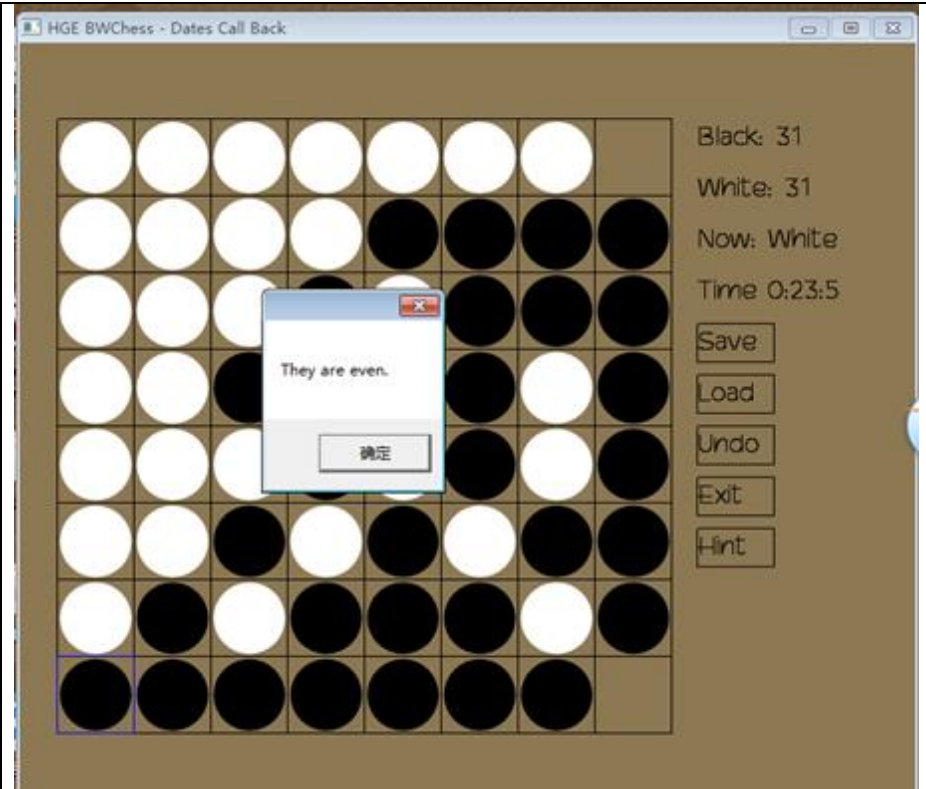 HGE BWChess - Dates Call Back
Black: 31
White: 31
Now: White
Time 0:23:5
They are even.
确定
Save
Load
Undo
Exit
Hint